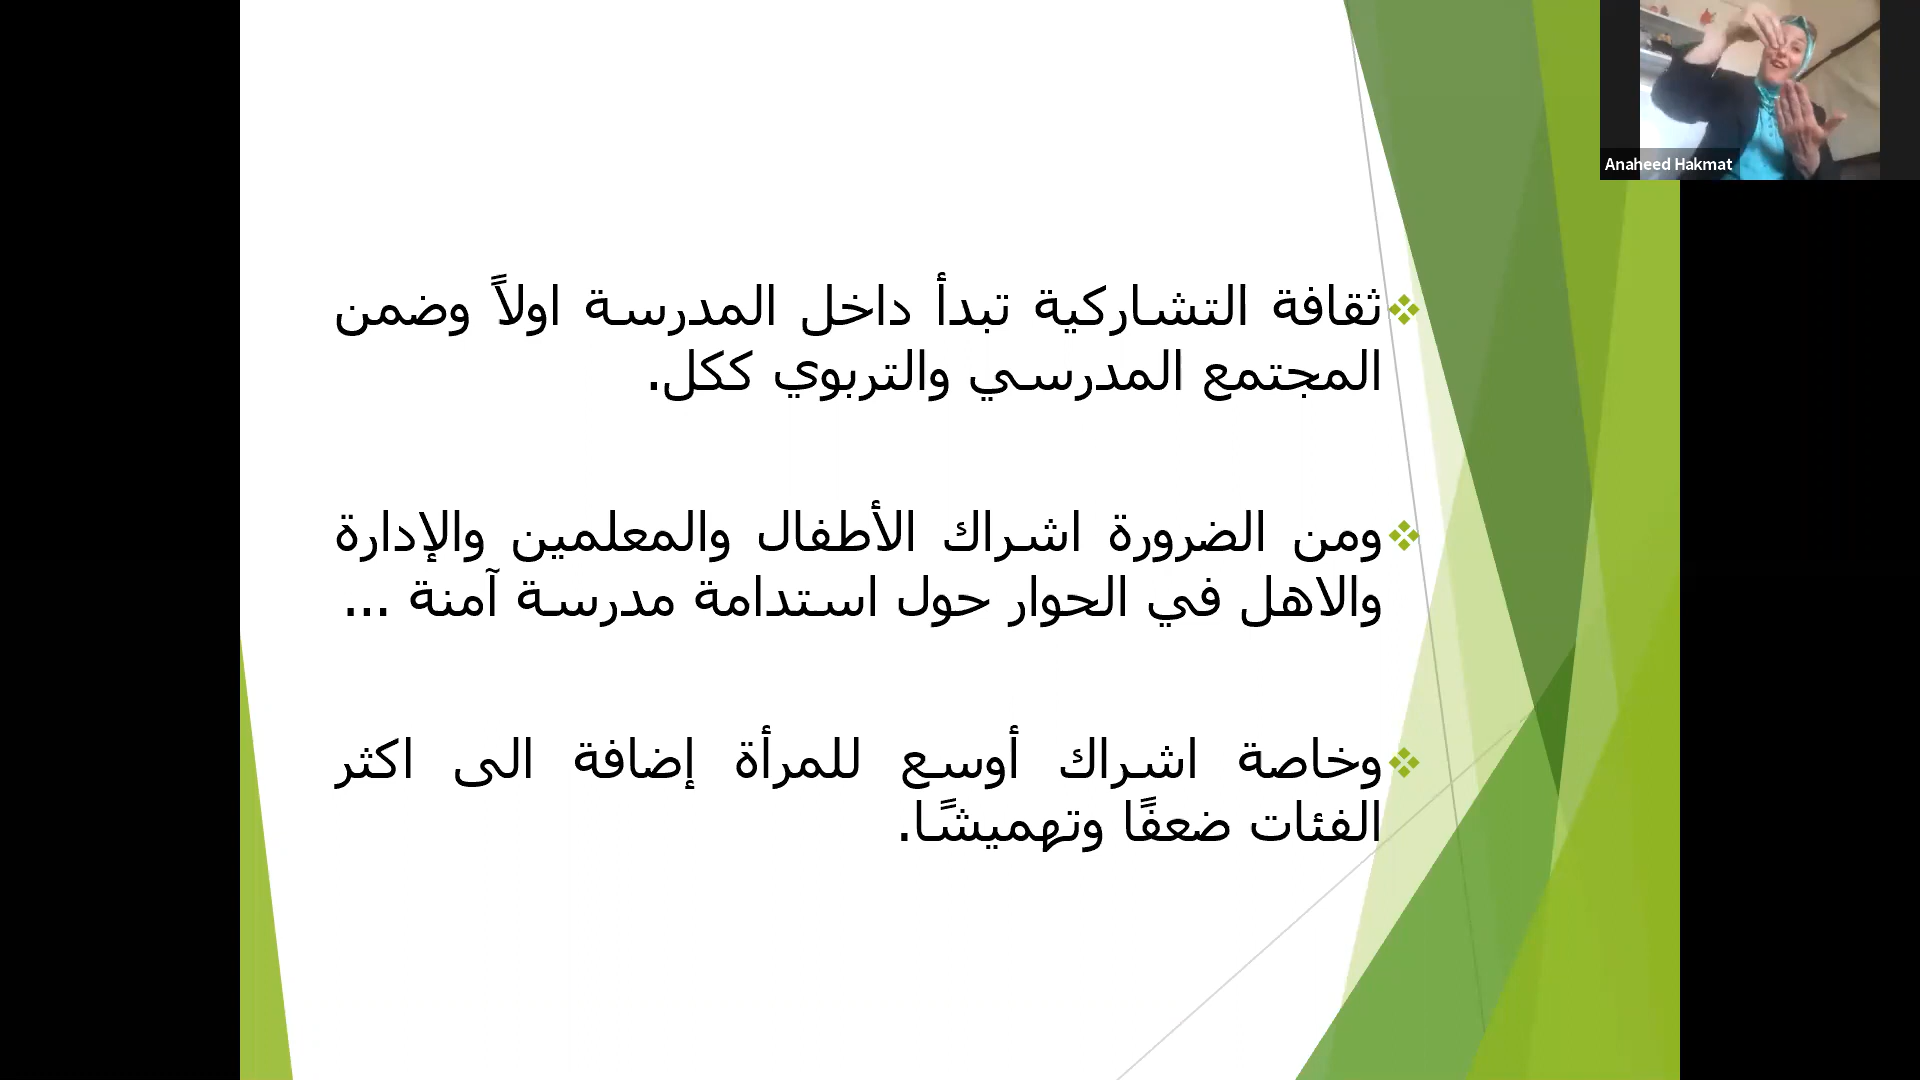 ثقافة التشاركية تبدأ داخل المدرسة اولاً وضمن
المجتمع المدرسي والتربوي ككل.
ومن الضرورة اشراك الأطفال والمعلمين والإدارة
والاهل في الحوار حول استدامة مدرسة آمنة ...
وخاصة اشراك أوسع للمرأة إضافة الى اكثر
الفئات ضعفًا وتهميشًا.
Anaheed Hakmat